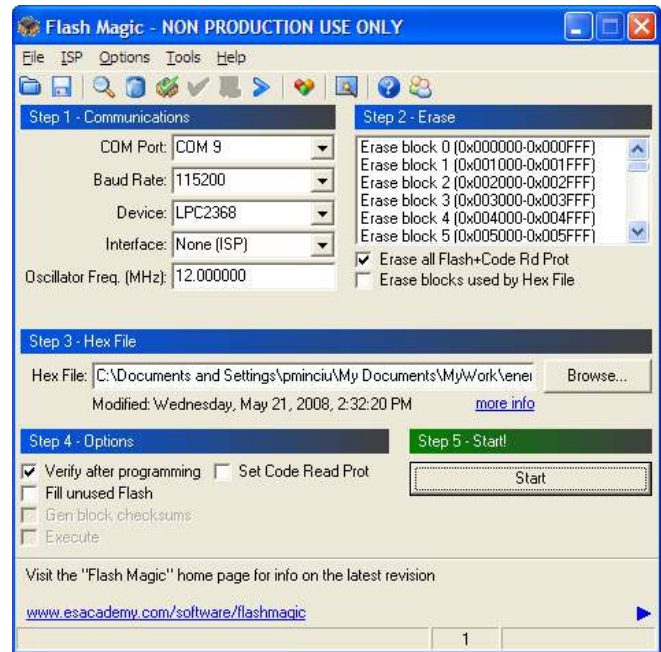 Flash Magic - NON PRODUCTION USE ONLY
File ISP Options Tools Help
Step 1 - Communications
COM Port: COM 9
Baud Rate: 115200
Device: LPC2368
Interface: None (ISP)
Oscillator Freq. (MHz): 12.000000
Step 2 - Erase
Erase block 0 (0x000000-0x000FFF)
Erase block 1 (0x001000-0x001FFF)
Erase block 2 (0x002000-0x002FFF)
Erase block 3 (0x003000-0x003FFF)
Erase block 4 (0x004000-0x004FFF)
Erase block 5 (0x005000-0x005FFF)
Erase all Flash+Code Rd Prot
Erase blocks used by Hex File
Step 3 - Hex File
Hex File: C:\Documents and Settings\pminciu\My Documents\MyWork\ener Browse...
Modified: Wednesday, May 21, 2008, 2:32:20 PM more info
Step 4 - Options
Verify after programming Set Code Read Prot
Fill unused Flash
Gen block checksums
Execute
Step 5 - Start!
Start
Visit the "Flash Magic" home page for info on the latest revision
www.esacademy.com/software/flashmagic
1